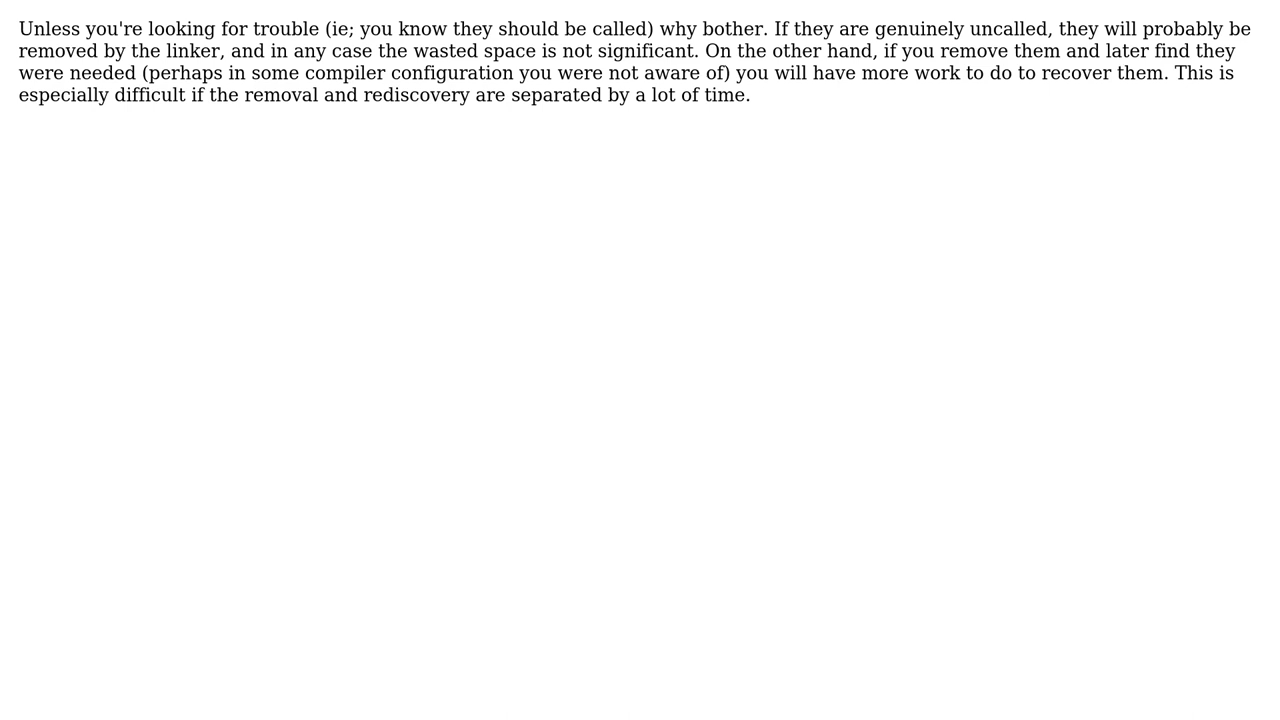 Unless you're looking for trouble (ie; you know they should be called) why bother. If they are genuinely uncalled, they will probably be
removed by the linker, and in any case the wasted space is not significant. On the other hand, if you remove them and later find they
were needed (perhaps in some compiler configuration you were not aware of) you will have more work to do to recover them. This is
especially difficult if the removal and rediscovery are separated by a lot of time.